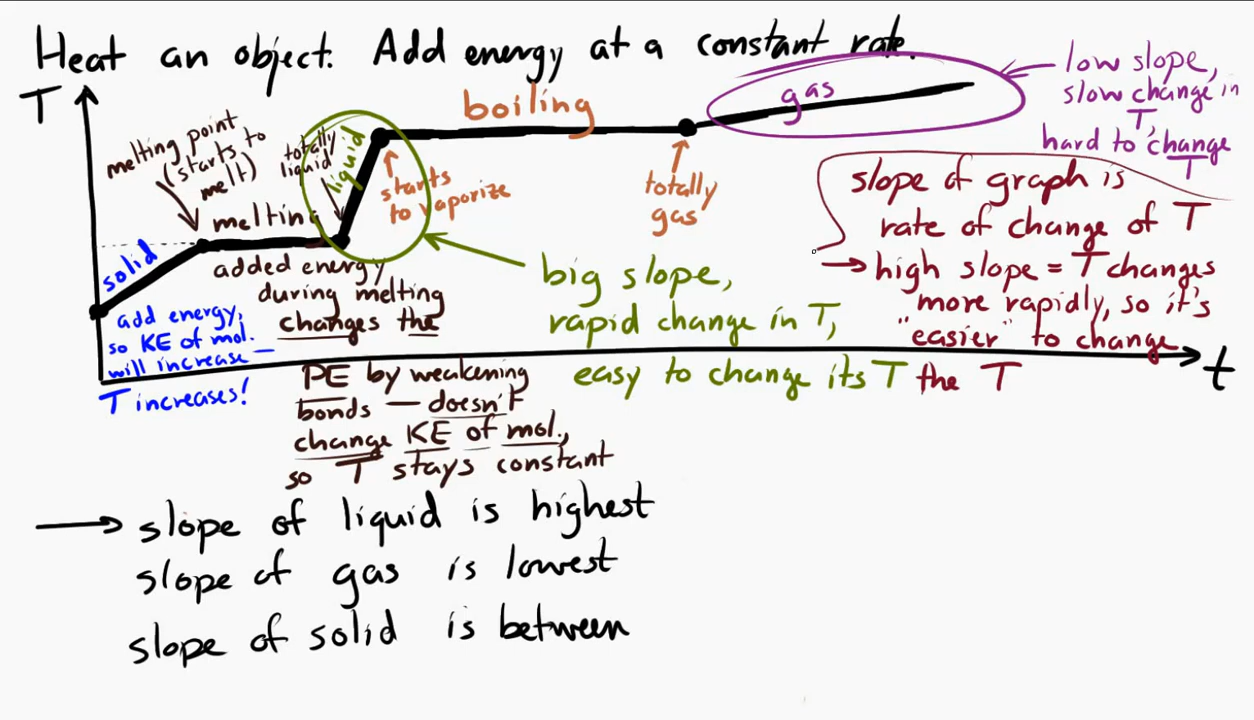 Heat an object. Add energy at a constant rate.
T
melting point
(starts to
melt)
totally
liquid
liquid
boiling
gas
low slope,
slow change in
T,
hard to change
T
starts
to vaporize
totally
gas
slope of graph is
rate of change of T
→ high slope = T changes
more rapidly, so it's
"easier" to change
the T
solid
melting
added energy
during melting
changes the
PE by weakening
bonds — doesn't
change KE of mol.,
so T stays constant
add energy,
so KE of mol.
will increase —
T increases!
big slope,
rapid change in T,
easy to change its T
t
→ slope of liquid is highest
slope of gas is lowest
slope of solid is between